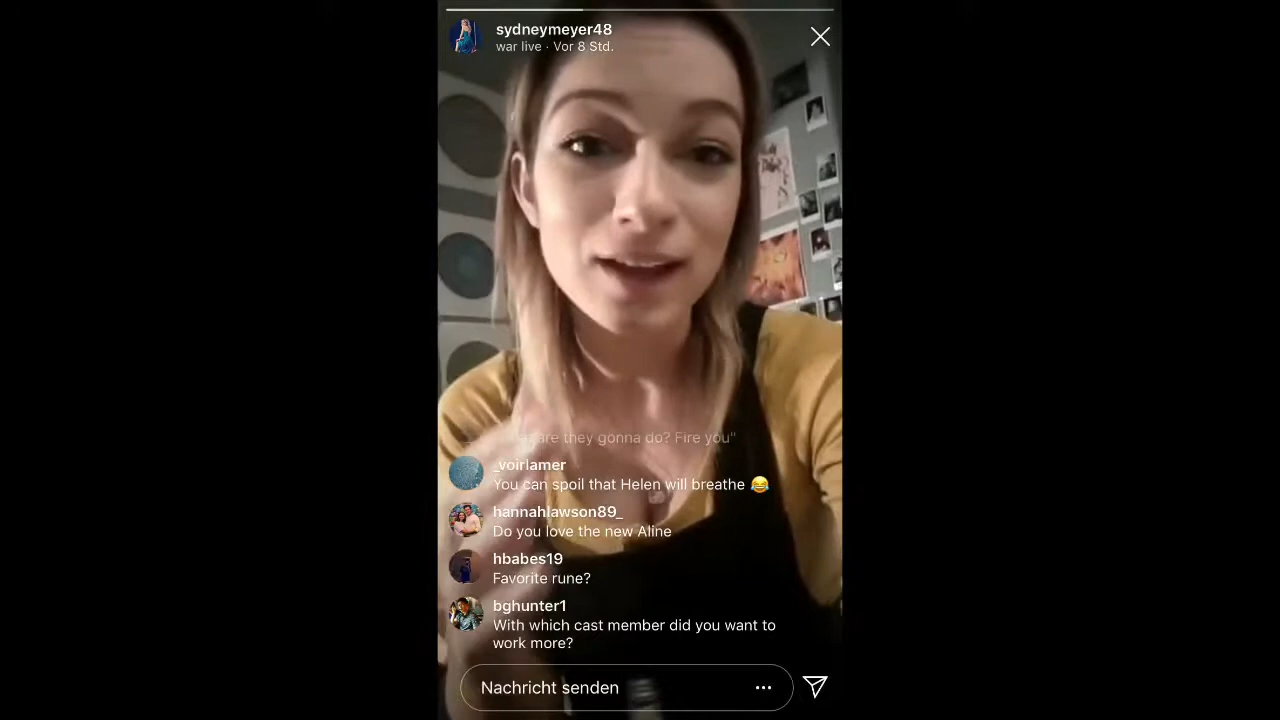 sydneymeyer48
war live · Vor 8 Std.
are they gonna do? Fire you"
_voirlamer
You can spoil that Helen will breathe 😂
hannahlawson89_
Do you love the new Aline
hbabes19
Favorite rune?
bghunter1
With which cast member did you want to
work more?
Nachricht senden